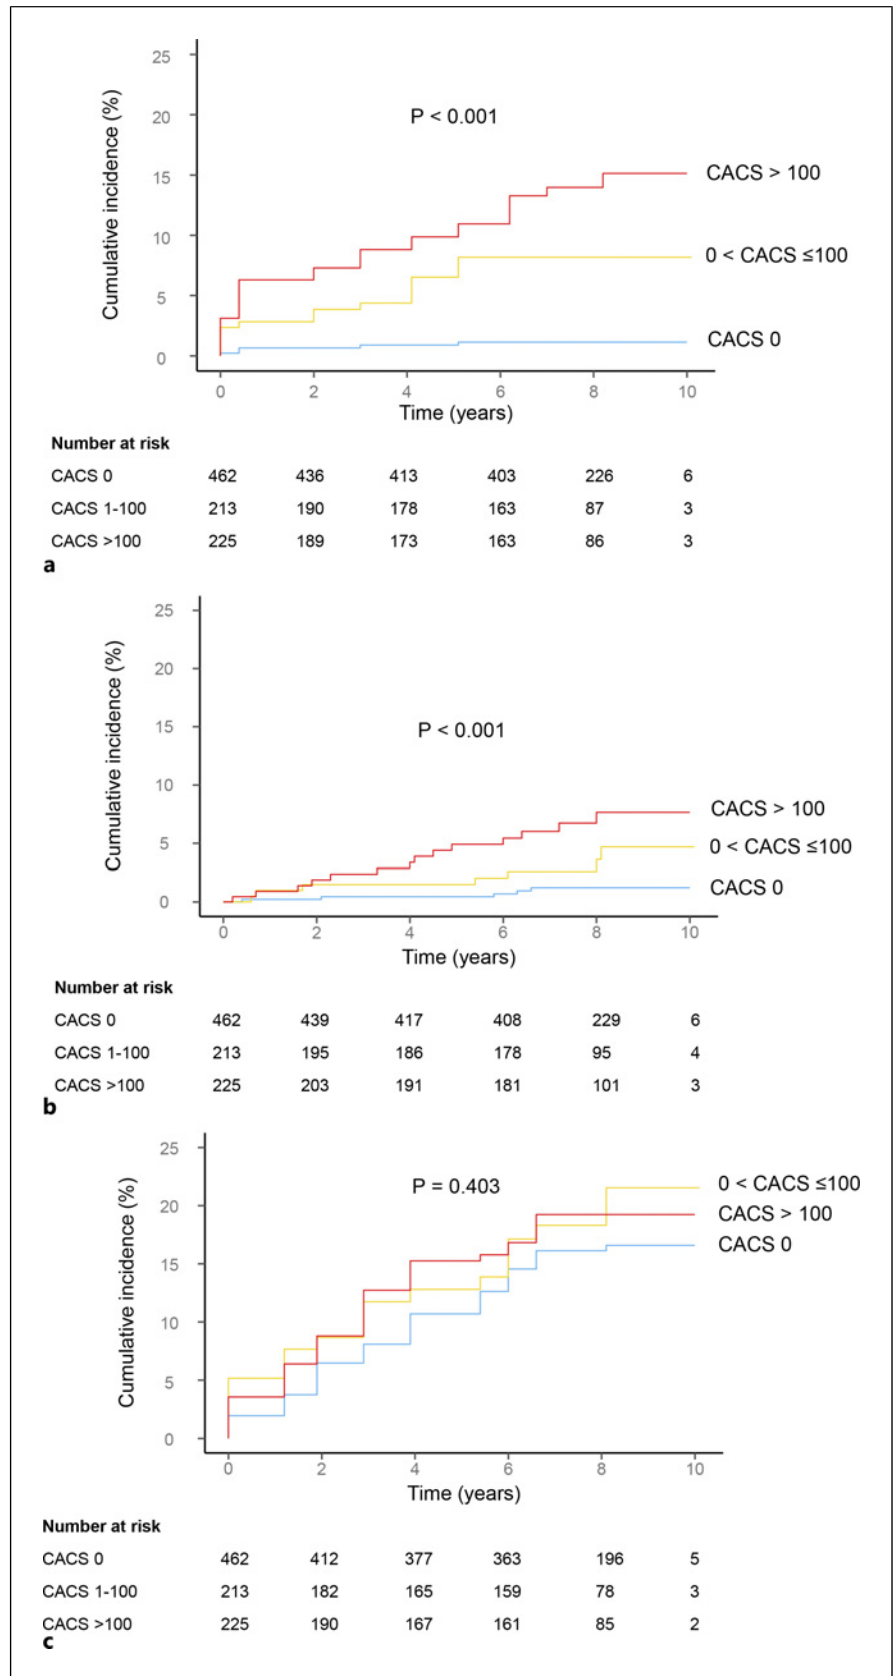 25
20
P < 0.001
15
CACS > 100
Cumulative incidence (%)
10
0 < CACS ≤100
5
CACS 0
0
0 2 4 6 8 10
Time (years)
Number at risk
CACS 0 462 436 413 403 226 6
CACS 1-100 213 190 178 163 87 3
CACS >100 225 189 173 163 86 3
a
25
20
15
P < 0.001
Cumulative incidence (%)
10
CACS > 100
5
0 < CACS ≤100
CACS 0
0
0 2 4 6 8 10
Time (years)
Number at risk
CACS 0 462 439 417 408 229 6
CACS 1-100 213 195 186 178 95 4
CACS >100 225 203 191 181 101 3
b
25
P = 0.403
0 < CACS ≤100
20
CACS > 100
CACS 0
15
Cumulative incidence (%)
10
5
0
0 2 4 6 8 10
Time (years)
Number at risk
CACS 0 462 412 377 363 196 5
CACS 1-100 213 182 165 159 78 3
CACS >100 225 190 167 161 85 2
c